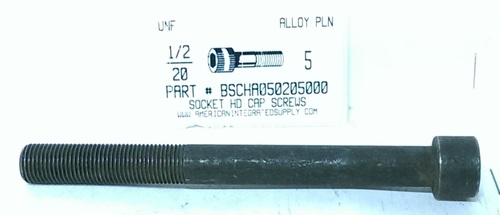 UNF ALLOY PLN
1/2
20 5
PART # BSCHA050205000
SOCKET HD CAP SCREWS
WWW.AMERICANINTEGRATEDSUPPLY.COM